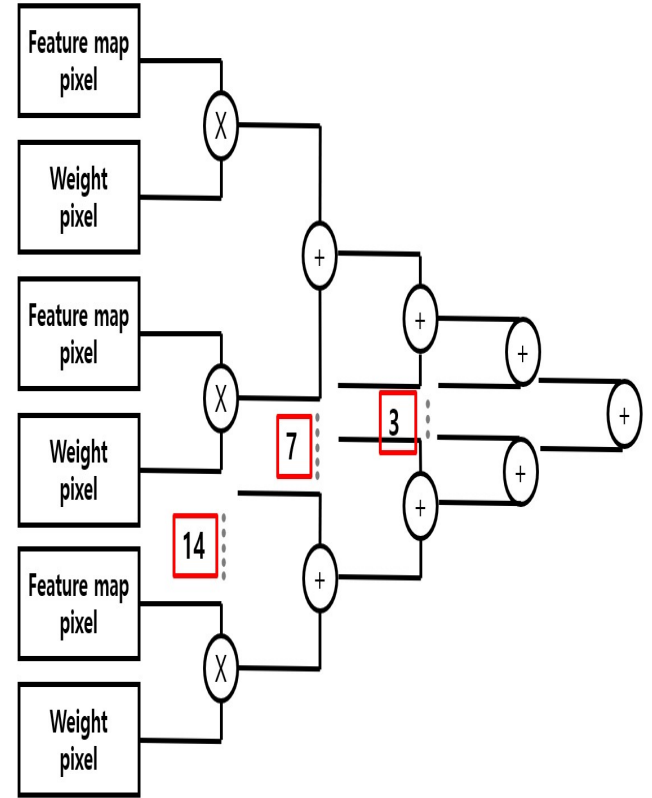 Feature map
pixel
X
Weight
pixel
+
Feature map
pixel
+
+
X
+
3
7
Weight
pixel
+
+
14
Feature map
pixel
+
X
Weight
pixel